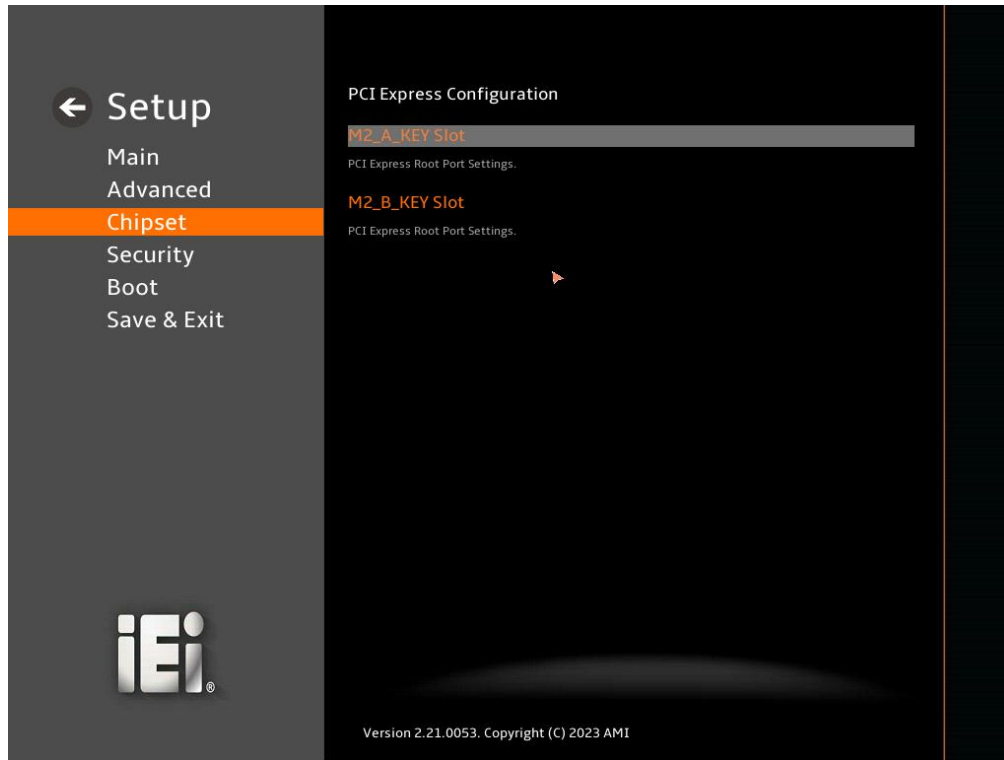 Setup
Main
Advanced
Chipset
Security
Boot
Save & Exit
iEi®
PCI Express Configuration
M2_A_KEY Slot
PCI Express Root Port Settings.
M2_B_KEY Slot
PCI Express Root Port Settings.
Version 2.21.0053. Copyright (C) 2023 AMI